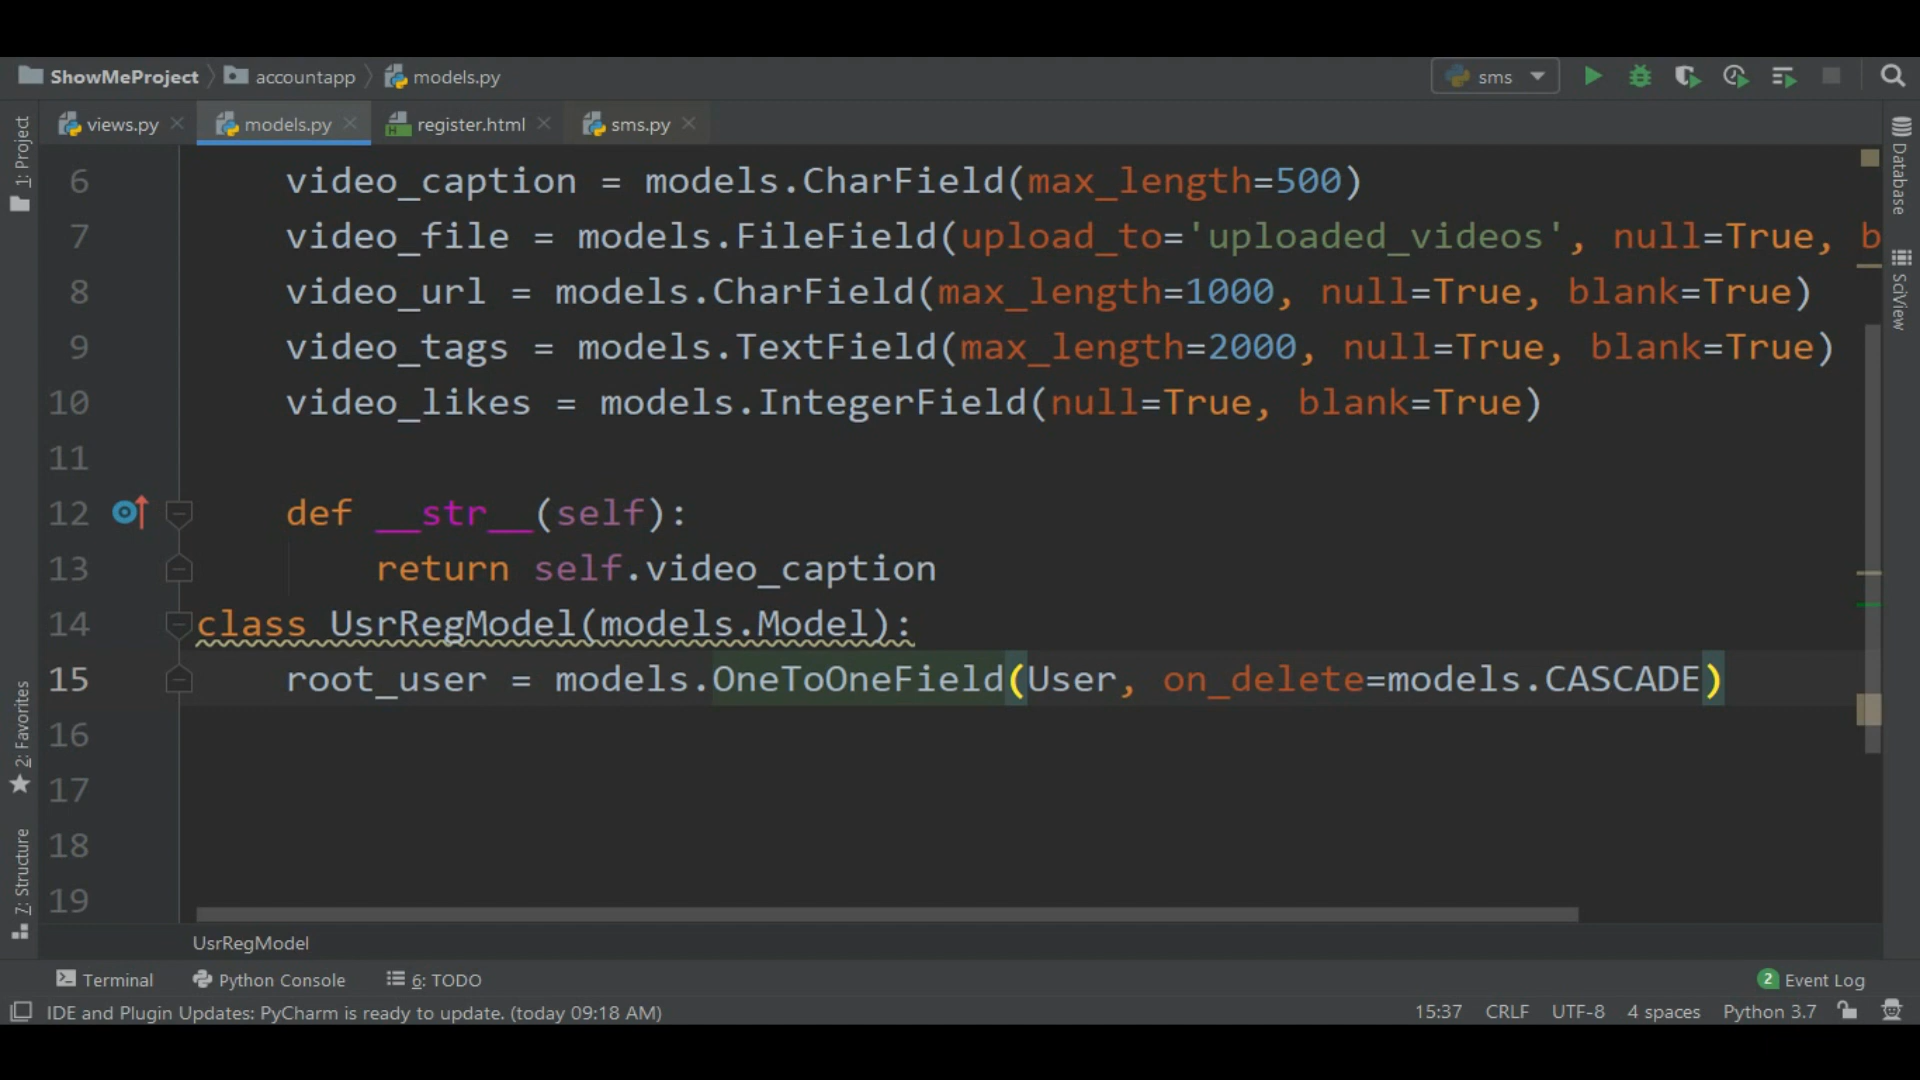 ShowMeProject accountapp models.py sms
views.py models.py register.html sms.py
1: Project
Database
SciView
2: Favorites
7: Structure
6 video_caption = models.CharField(max_length=500)
7 video_file = models.FileField(upload_to='uploaded_videos', null=True, b
8 video_url = models.CharField(max_length=1000, null=True, blank=True)
9 video_tags = models.TextField(max_length=2000, null=True, blank=True)
10 video_likes = models.IntegerField(null=True, blank=True)
11
12 def __str__(self):
13 return self.video_caption
14 class UsrRegModel(models.Model):
15 root_user = models.OneToOneField(User, on_delete=models.CASCADE)
16
17
18
19
UsrRegModel
Terminal Python Console 6: TODO 2 Event Log
IDE and Plugin Updates: PyCharm is ready to update. (today 09:18 AM) 15:37 CRLF UTF-8 4 spaces Python 3.7